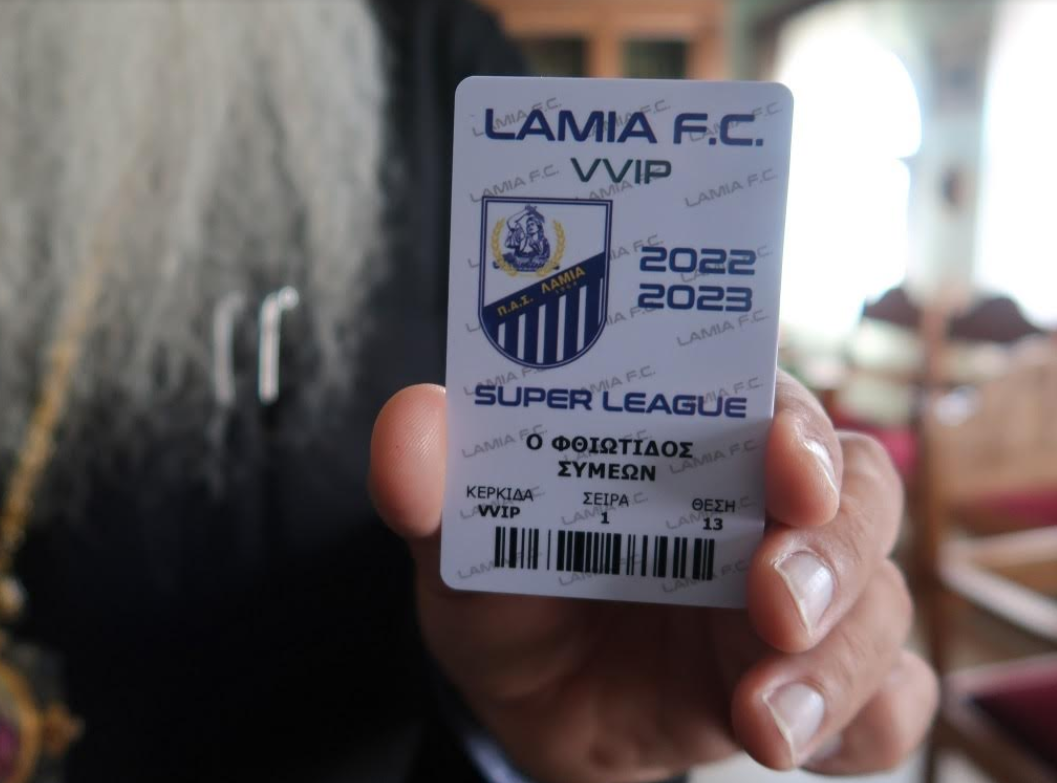 LAMIA F.C.
VVIP
Π.Α.Σ. ΛΑΜΙΑ
2022
2023
SUPER LEAGUE
Ο ΦΘΙΩΤΙΔΟΣ
ΣΥΜΕΩΝ
ΚΕΡΚΙΔΑ ΣΕΙΡΑ ΘΕΣΗ
VVIP 1 13